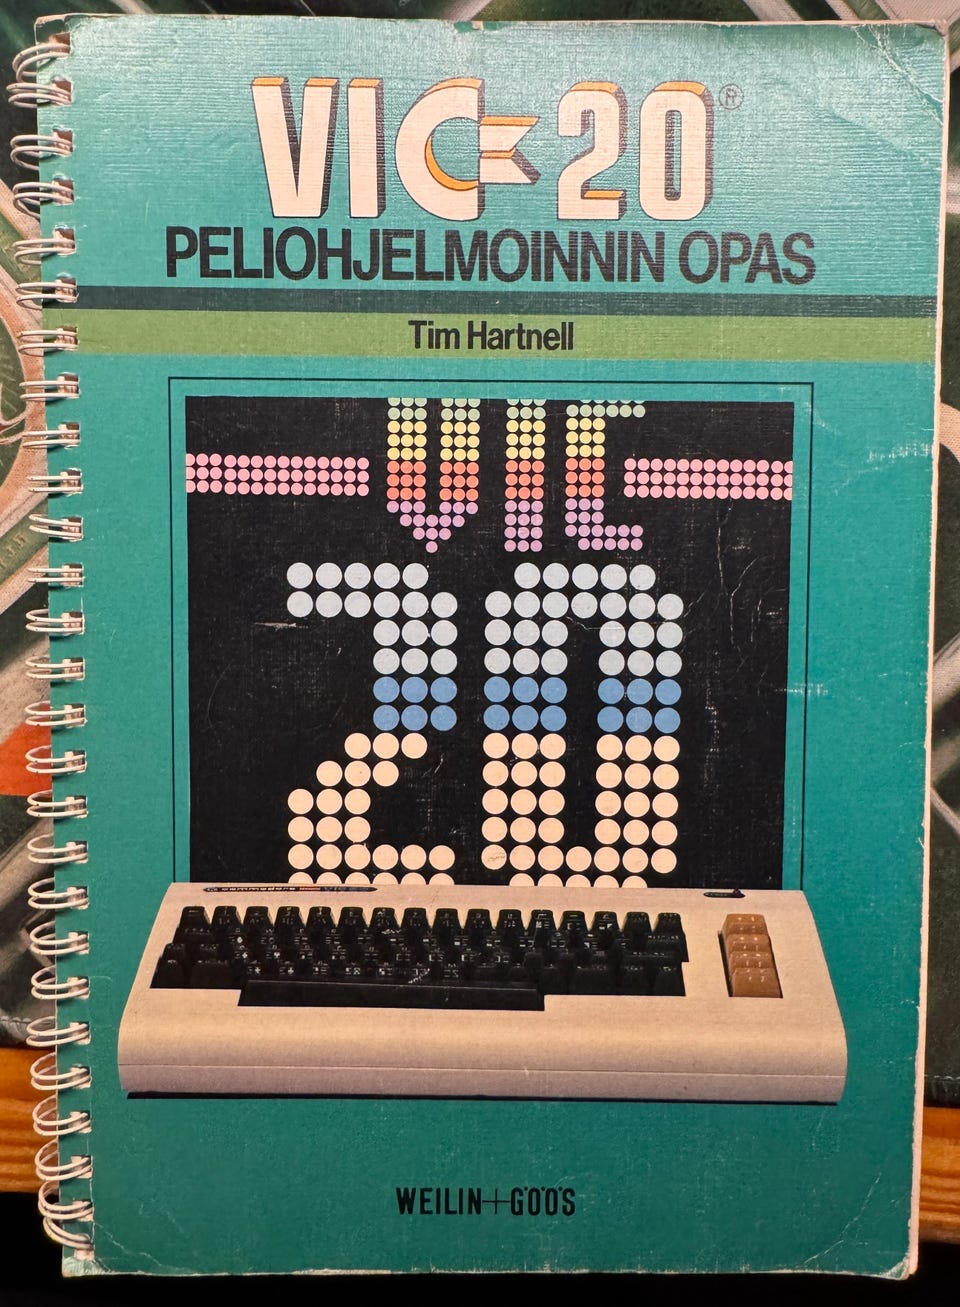 VIC 20®
PELIOHJELMOINNIN OPAS
Tim Hartnell
VIC
20
WEILIN+GÖÖS